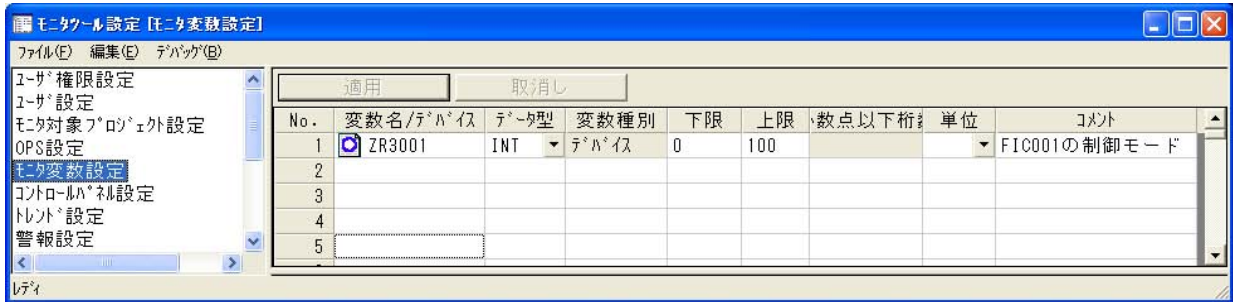 モニタツール設定 [モニタ変数設定]
ファイル(F) 編集(E) デバッグ(B)
ユーザ権限設定
ユーザ設定
モニタ対象プロジェクト設定
OPS設定
モニタ変数設定
コントロールパネル設定
トレンド設定
警報設定
レディ
適用 取消し
No. 変数名/デバイス データ型 変数種別 下限 上限 数点以下桁数 単位 コメント
1 ZR3001 INT デバイス 0 100 FIC001の制御モード
2
3
4
5